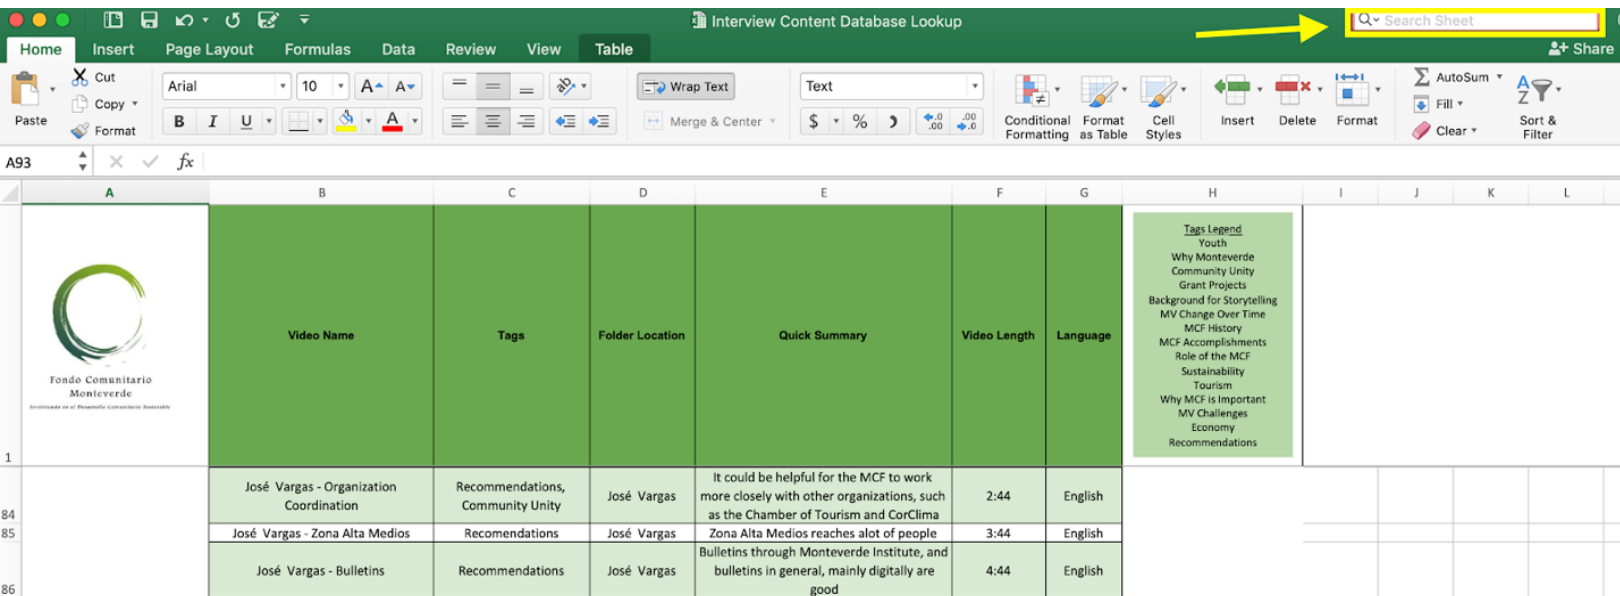 Interview Content Database Lookup
Search Sheet
Home Insert Page Layout Formulas Data Review View Table
Share
Paste
Cut
Copy
Format
Arial 10 A A
B I U A
Wrap Text
Merge & Center
Text
$ % )
.0 .00
.00 .0
Conditional Formatting
Format as Table
Cell Styles
Insert
Delete
Format
AutoSum
Fill
Clear
A Z
Sort & Filter
A93 fx
A B C D E F G H I J K L
1
Fondo Comunitario
Monteverde
Video Name Tags Folder Location Quick Summary Video Length Language
Tags Legend
Youth
Why Monteverde
Community Unity
Grant Projects
Background for Storytelling
MV Change Over Time
MCF History
MCF Accomplishments
Role of the MCF
Sustainability
Tourism
Why MCF is Important
MV Challenges
Economy
Recommendations
84
José Vargas - Organization
Coordination
Recommendations,
Community Unity
José Vargas
It could be helpful for the MCF to work
more closely with other organizations, such
as the Chamber of Tourism and CorClima
2:44
English
85
José Vargas - Zona Alta Medios
Recomendations
José Vargas
Zona Alta Medios reaches alot of people
3:44
English
86
José Vargas - Bulletins
Recommendations
José Vargas
Bulletins through Monteverde Institute, and
bulletins in general, mainly digitally are
good
4:44
English